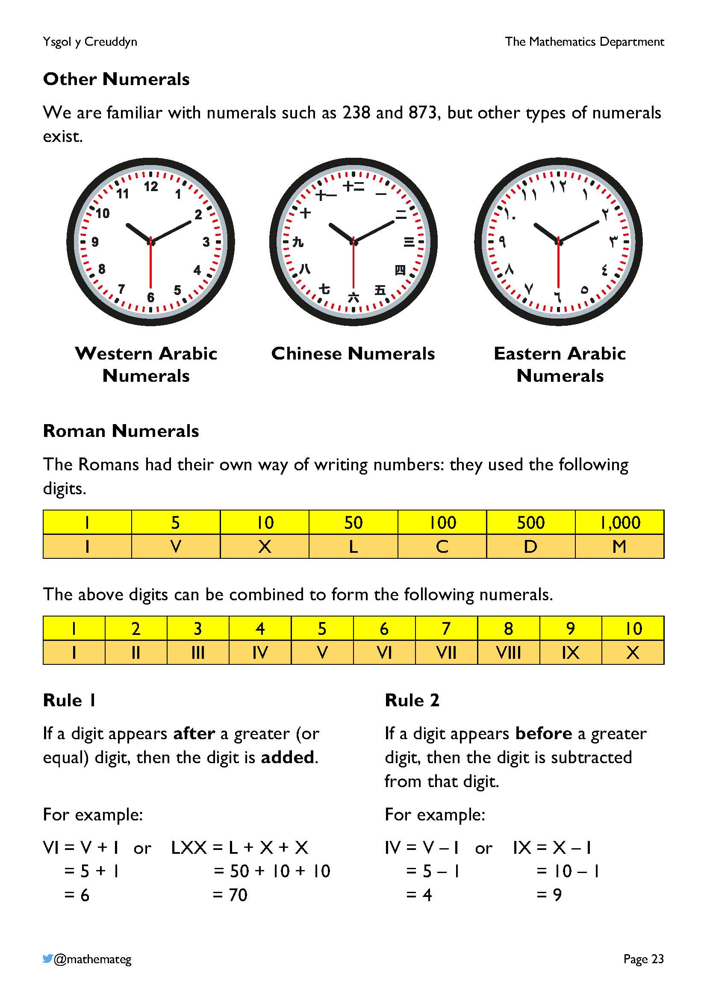 Ysgol y Creuddyn The Mathematics Department
Other Numerals
We are familiar with numerals such as 238 and 873, but other types of numerals
exist.
12
11 1
10 2
9 3
8 4
7 5
6
十二
十一 一
十 二
九 三
八 四
七 五
六
١٢
١١ ١
١٠ ٢
٩ ٣
٨ ٤
٧ ٥
٦
Western Arabic
Numerals
Chinese Numerals
Eastern Arabic
Numerals
Roman Numerals
The Romans had their own way of writing numbers: they used the following
digits.
1 5 10 50 100 500 1,000
I V X L C D M
The above digits can be combined to form the following numerals.
1 2 3 4 5 6 7 8 9 10
I II III IV V VI VII VIII IX X
Rule 1
If a digit appears after a greater (or
equal) digit, then the digit is added.
For example:
VI = V + I or LXX = L + X + X
= 5 + 1 = 50 + 10 + 10
= 6 = 70
Rule 2
If a digit appears before a greater
digit, then the digit is subtracted
from that digit.
For example:
IV = V – I or IX = X – I
= 5 – 1 = 10 – 1
= 4 = 9
@mathemateg Page 23